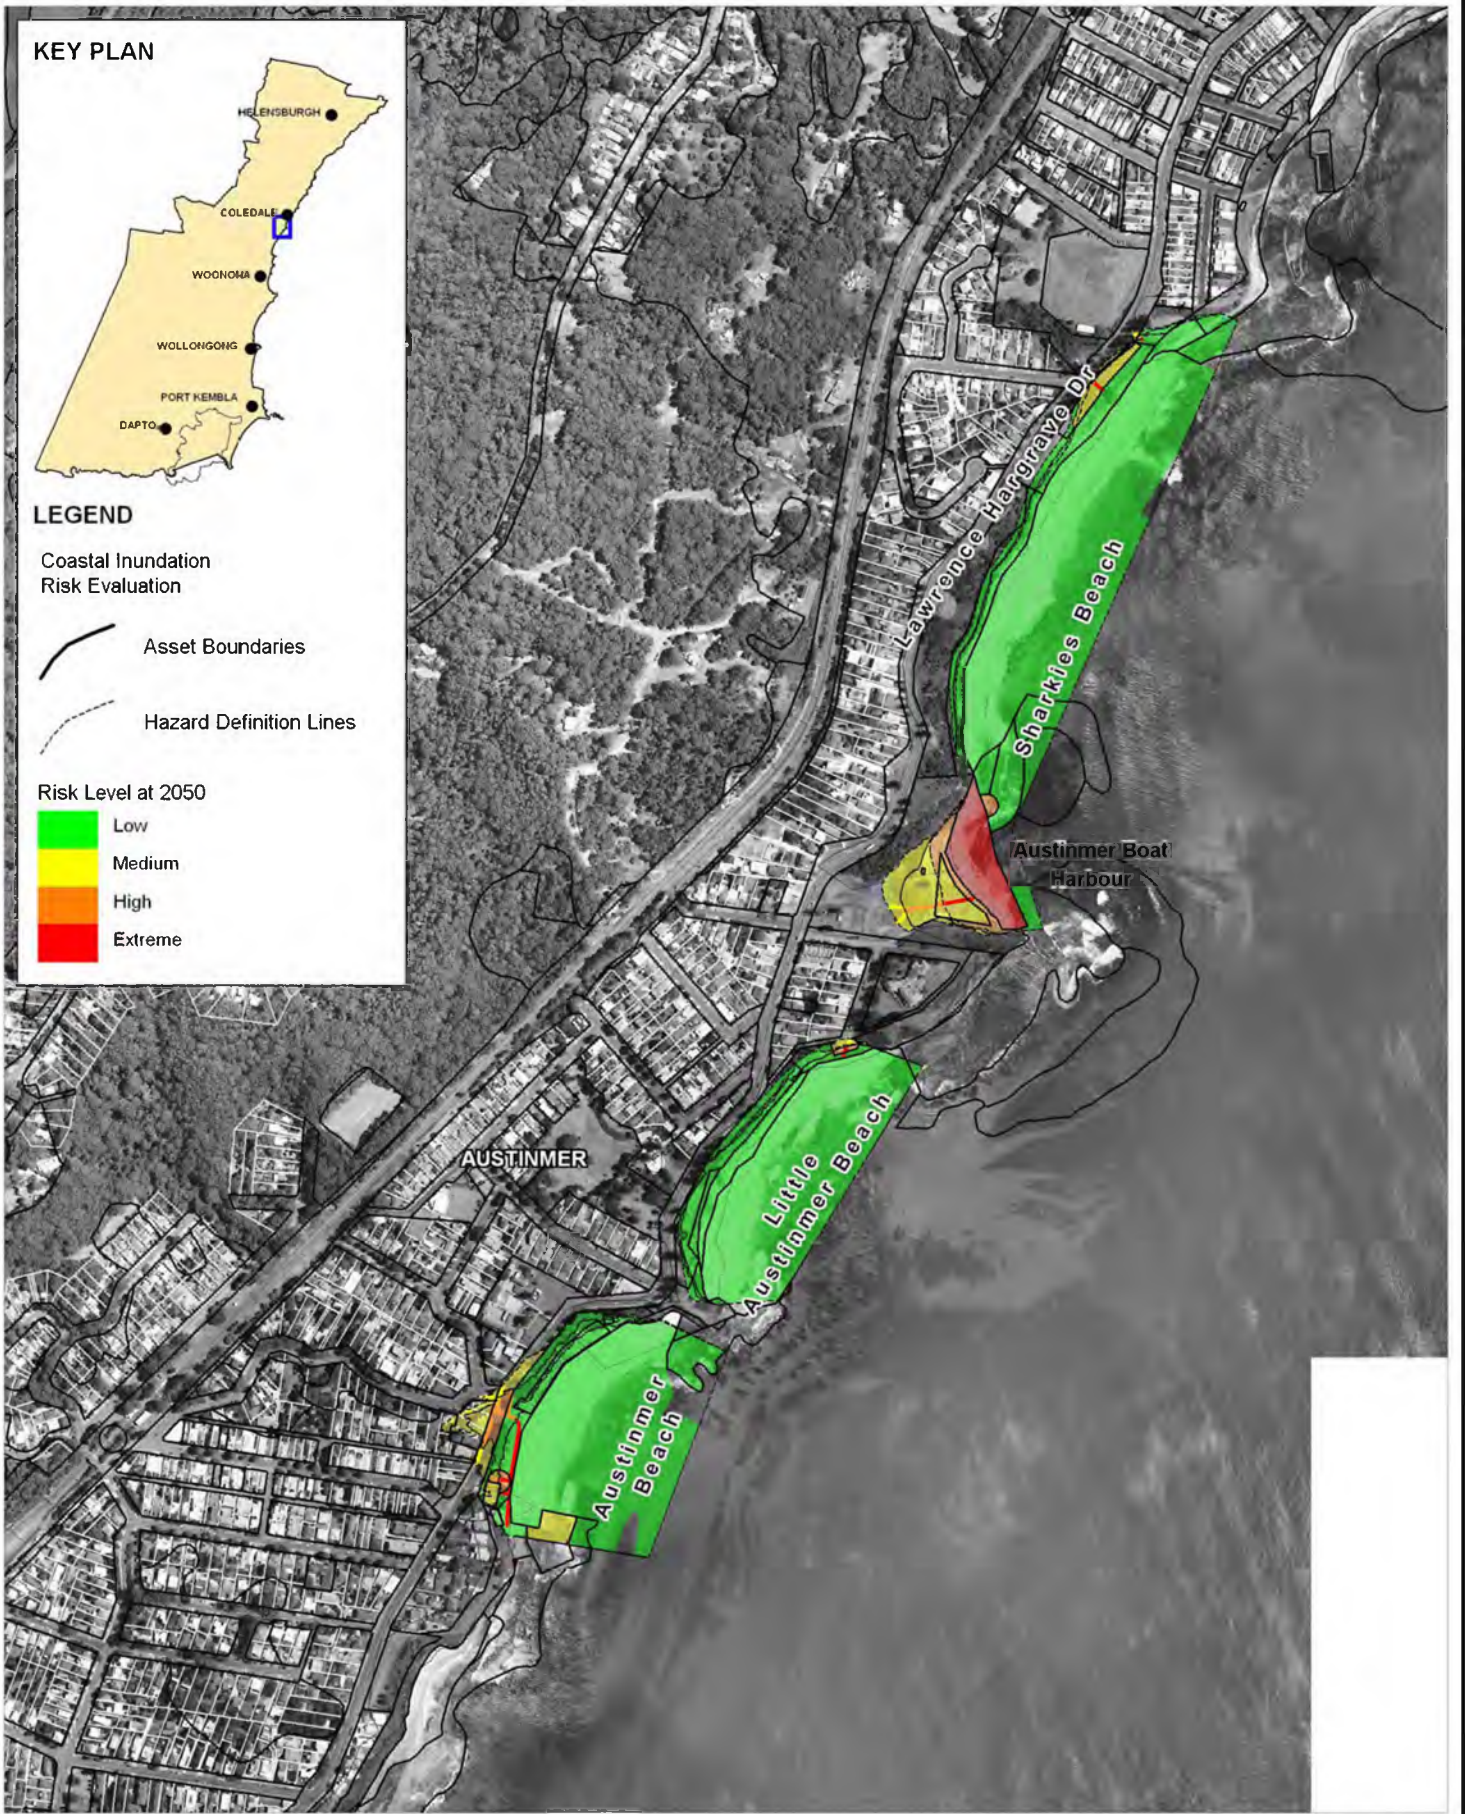 KEY PLAN
HELENSBURGH
COLEDALE
WOONONA
WOLLONGONG
PORT KEMBLA
DAPTO
LEGEND
Coastal Inundation
Risk Evaluation
Asset Boundaries
Hazard Definition Lines
Risk Level at 2050
Low
Medium
High
Extreme
Lawrence Hargrave Dr
Sharkies Beach
Austinmer Boat
Harbour
AUSTINMER
Little
Austinmer Beach
Austinmer
Beach